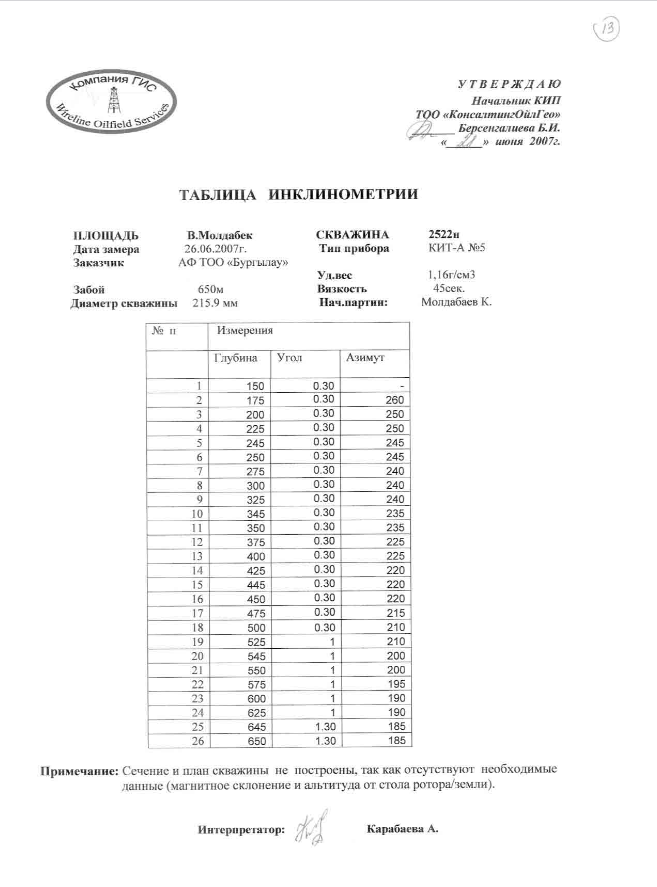 13
Компания ГИС
Wireline Oilfield Services
У Т В Е Р Ж Д А Ю
Начальник КИП
ТОО «КонсалтингОйлГео»
Берсенгалиева Б.И.
« » июня 2007г.
ТАБЛИЦА ИНКЛИНОМЕТРИИ
ПЛОЩАДЬ В.Молдабек СКВАЖИНА 2522н
Дата замера 26.06.2007г. Тип прибора КИТ-А №5
Заказчик АФ ТОО «Бургылау»
Уд.вес 1,16г/см3
Забой 650м Вязкость 45сек.
Диаметр скважины 215.9 мм Нач.партии: Молдабаев К.
№ п Измерения
Глубина Угол Азимут
1 150 0.30 -
2 175 0.30 260
3 200 0.30 250
4 225 0.30 250
5 245 0.30 245
6 250 0.30 245
7 275 0.30 240
8 300 0.30 240
9 325 0.30 240
10 345 0.30 235
11 350 0.30 235
12 375 0.30 225
13 400 0.30 225
14 425 0.30 220
15 445 0.30 220
16 450 0.30 220
17 475 0.30 215
18 500 0.30 210
19 525 1 210
20 545 1 200
21 550 1 200
22 575 1 195
23 600 1 190
24 625 1 190
25 645 1.30 185
26 650 1.30 185
Примечание: Сечение и план скважины не построены, так как отсутствуют необходимые
данные (магнитное склонение и альтитуда от стола ротора/земли).
Интерпретатор: Карабаева А.